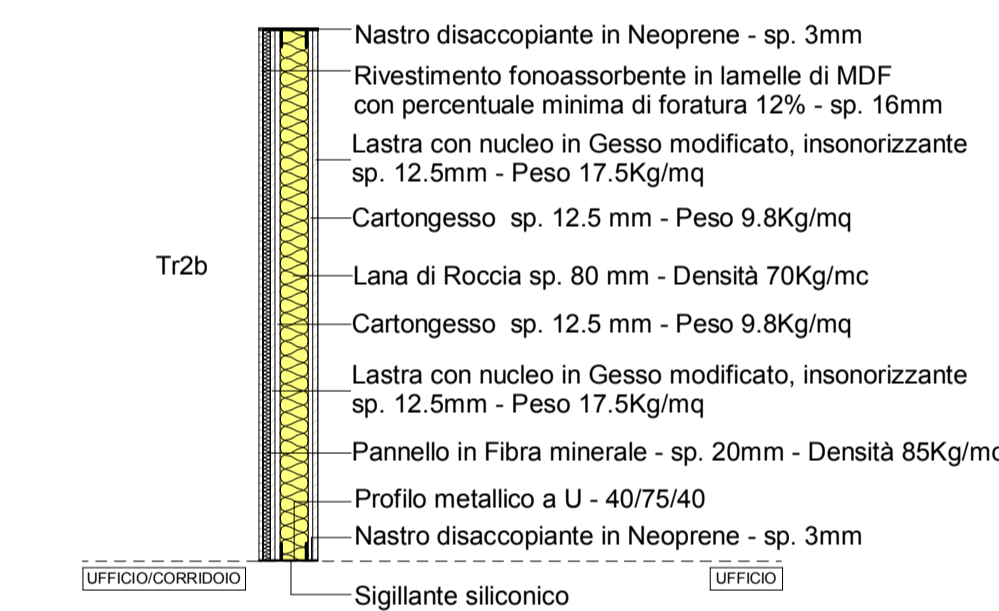 Nastro disaccopiante in Neoprene - sp. 3mm
Rivestimento fonoassorbente in lamelle di MDF
con percentuale minima di foratura 12% - sp. 16mm
Lastra con nucleo in Gesso modificato, insonorizzante
sp. 12.5mm - Peso 17.5Kg/mq
Cartongesso sp. 12.5 mm - Peso 9.8Kg/mq
Tr2b
Lana di Roccia sp. 80 mm - Densità 70Kg/mc
Cartongesso sp. 12.5 mm - Peso 9.8Kg/mq
Lastra con nucleo in Gesso modificato, insonorizzante
sp. 12.5mm - Peso 17.5Kg/mq
Pannello in Fibra minerale - sp. 20mm - Densità 85Kg/mc
Profilo metallico a U - 40/75/40
Nastro disaccopiante in Neoprene - sp. 3mm
UFFICIO/CORRIDOIO
UFFICIO
Sigillante siliconico